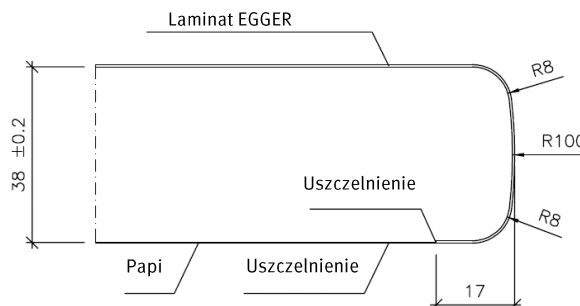 Laminat EGGER
R8
38 ±0.2
R100
Uszczelnienie
R8
Papi
Uszczelnienie
17